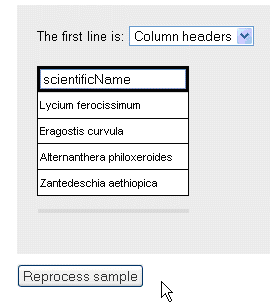 The first line is: Column headers
scientificName
Lycium ferocissimum
Eragostis curvula
Alternanthera philoxeroides
Zantedeschia aethiopica
Reprocess sample